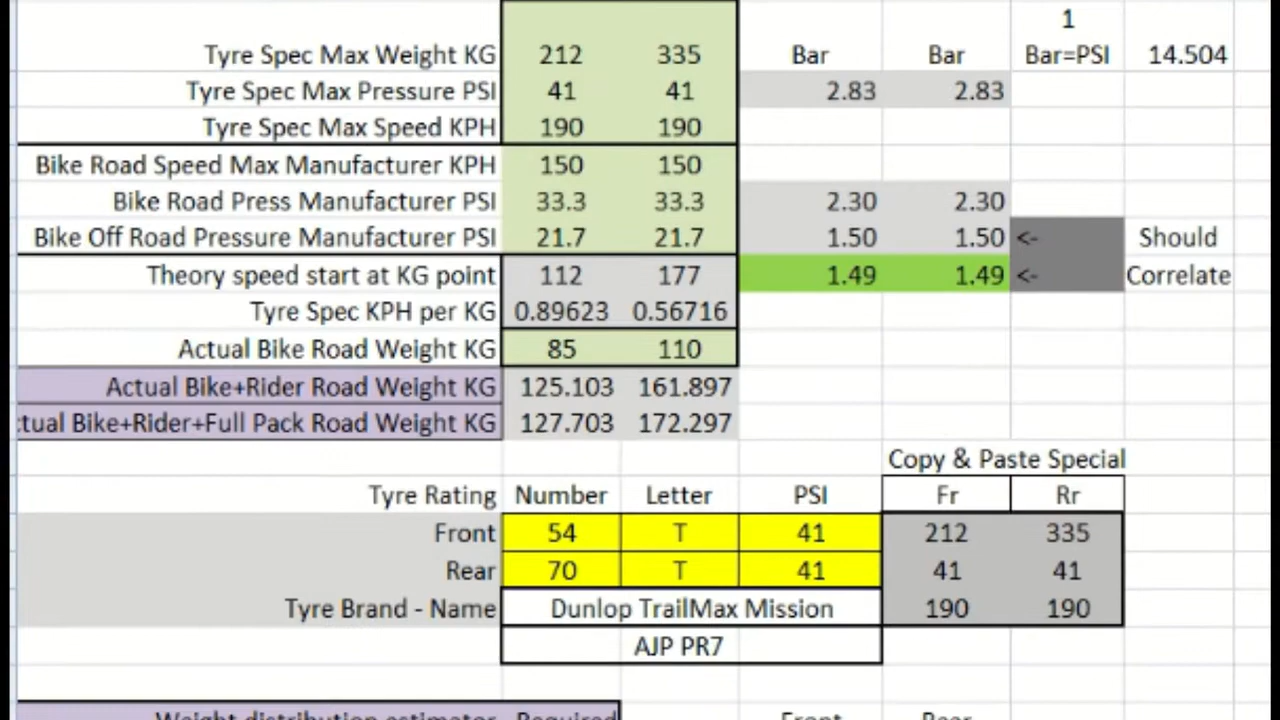 1
Tyre Spec Max Weight KG 212 335 Bar Bar Bar=PSI 14.504
Tyre Spec Max Pressure PSI 41 41 2.83 2.83
Tyre Spec Max Speed KPH 190 190
Bike Road Speed Max Manufacturer KPH 150 150
Bike Road Press Manufacturer PSI 33.3 33.3 2.30 2.30
Bike Off Road Pressure Manufacturer PSI 21.7 21.7 1.50 1.50 <- Should
Theory speed start at KG point 112 177 1.49 1.49 <- Correlate
Tyre Spec KPH per KG 0.89623 0.56716
Actual Bike Road Weight KG 85 110
Actual Bike+Rider Road Weight KG 125.103 161.897
tual Bike+Rider+Full Pack Road Weight KG 127.703 172.297
Copy & Paste Special
Tyre Rating Number Letter PSI Fr Rr
Front 54 T 41 212 335
Rear 70 T 41 41 41
Tyre Brand - Name Dunlop TrailMax Mission 190 190
AJP PR7
Weight distribution estimator Required Front Rear